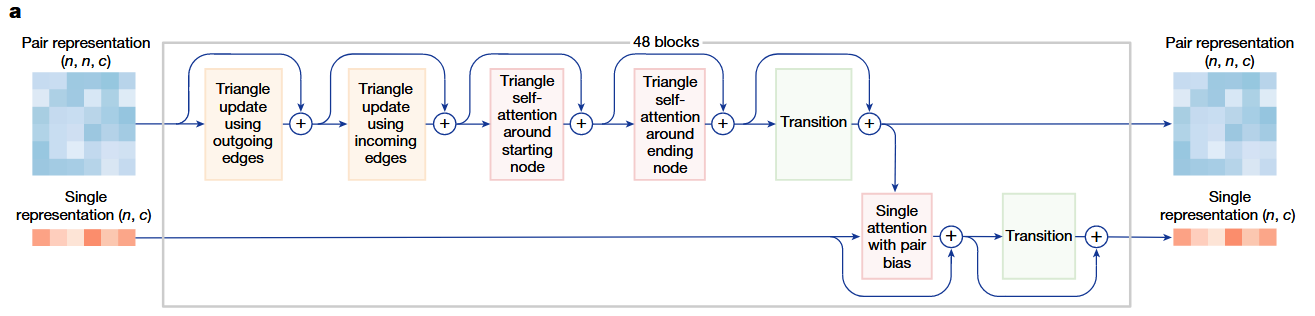 a
48 blocks
Pair representation
(n, n, c)
Triangle
update
using
outgoing
edges
+
Triangle
update
using
incoming
edges
+
Triangle
self-
attention
around
starting
node
+
Triangle
self-
attention
around
ending
node
+
Transition
+
Pair representation
(n, n, c)
Single
representation (n, c)
Single
attention
with pair
bias
+
Transition
+
Single
representation (n, c)